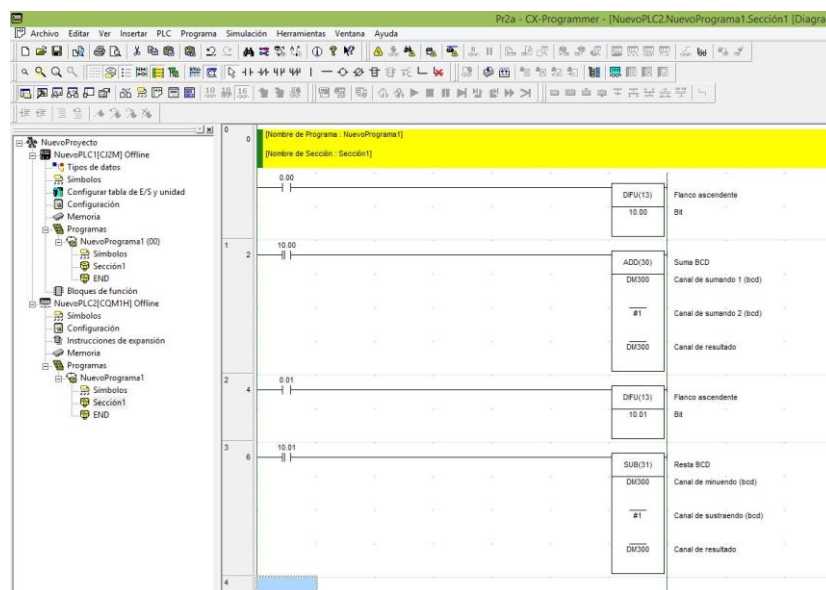 Pr2a - CX-Programmer - [NuevoPLC2.NuevoPrograma1.Sección1 [Diagra
Archivo Editar Ver Insertar PLC Programa Simulación Herramientas Ventana Ayuda
NuevoProyecto
NuevoPLC1[CJ2M] Offline
Tipos de datos
Símbolos
Configurar tabla de E/S y unidad
Configuración
Memoria
Programas
NuevoPrograma1 (00)
Símbolos
Sección1
END
Bloques de función
NuevoPLC2[CQM1H] Offline
Símbolos
Configuración
Instrucciones de expansión
Memoria
Programas
NuevoPrograma1
Símbolos
Sección1
END
0
0
[Nombre de Programa : NuevoPrograma1]
[Nombre de Sección : Sección1]
0.00
DIFU(13) Flanco ascendente
10.00 Bit
1
2
10.00
ADD(30) Suma BCD
DM300 Canal de sumando 1 (bcd)
#1 Canal de sumando 2 (bcd)
DM300 Canal de resultado
2
4
0.01
DIFU(13) Flanco ascendente
10.01 Bit
3
6
10.01
SUB(31) Resta BCD
DM300 Canal de minuendo (bcd)
#1 Canal de sustraendo (bcd)
DM300 Canal de resultado
4